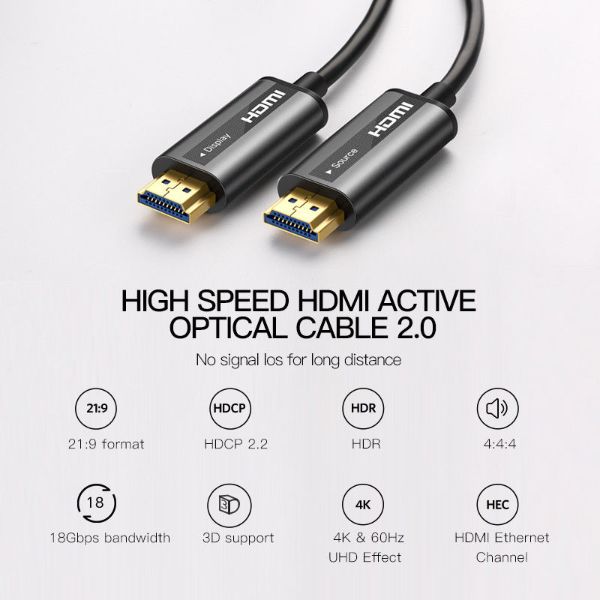 HDMI
◄ Display
HDMI
► Source
HIGH SPEED HDMI ACTIVE
OPTICAL CABLE 2.0
No signal los for long distance
21:9
HDCP
HDR
21:9 format
HDCP 2.2
HDR
4:4:4
18
3D
4K
HEC
18Gbps bandwidth
3D support
4K & 60Hz
UHD Effect
HDMI Ethernet
Channel